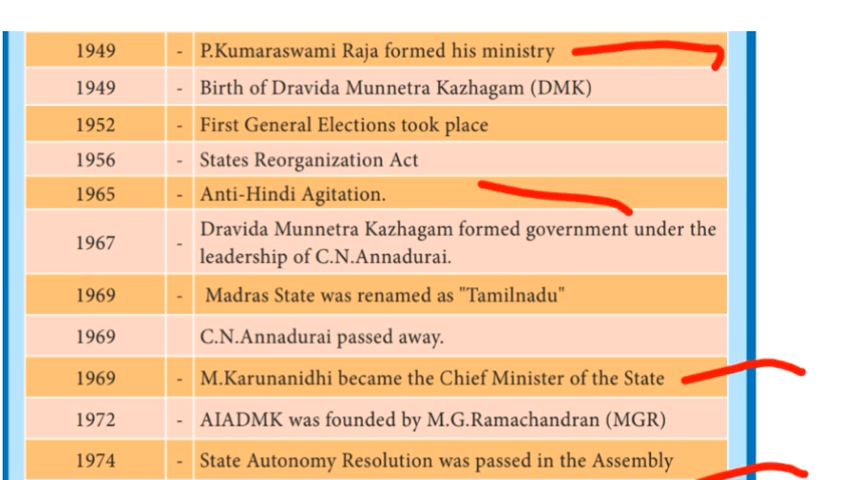 1949 - P.Kumaraswami Raja formed his ministry
1949 - Birth of Dravida Munnetra Kazhagam (DMK)
1952 - First General Elections took place
1956 - States Reorganization Act
1965 - Anti-Hindi Agitation.
1967 - Dravida Munnetra Kazhagam formed government under the
leadership of C.N.Annadurai.
1969 - Madras State was renamed as "Tamilnadu"
1969 C.N.Annadurai passed away.
1969 - M.Karunanidhi became the Chief Minister of the State
1972 - AIADMK was founded by M.G.Ramachandran (MGR)
1974 - State Autonomy Resolution was passed in the Assembly